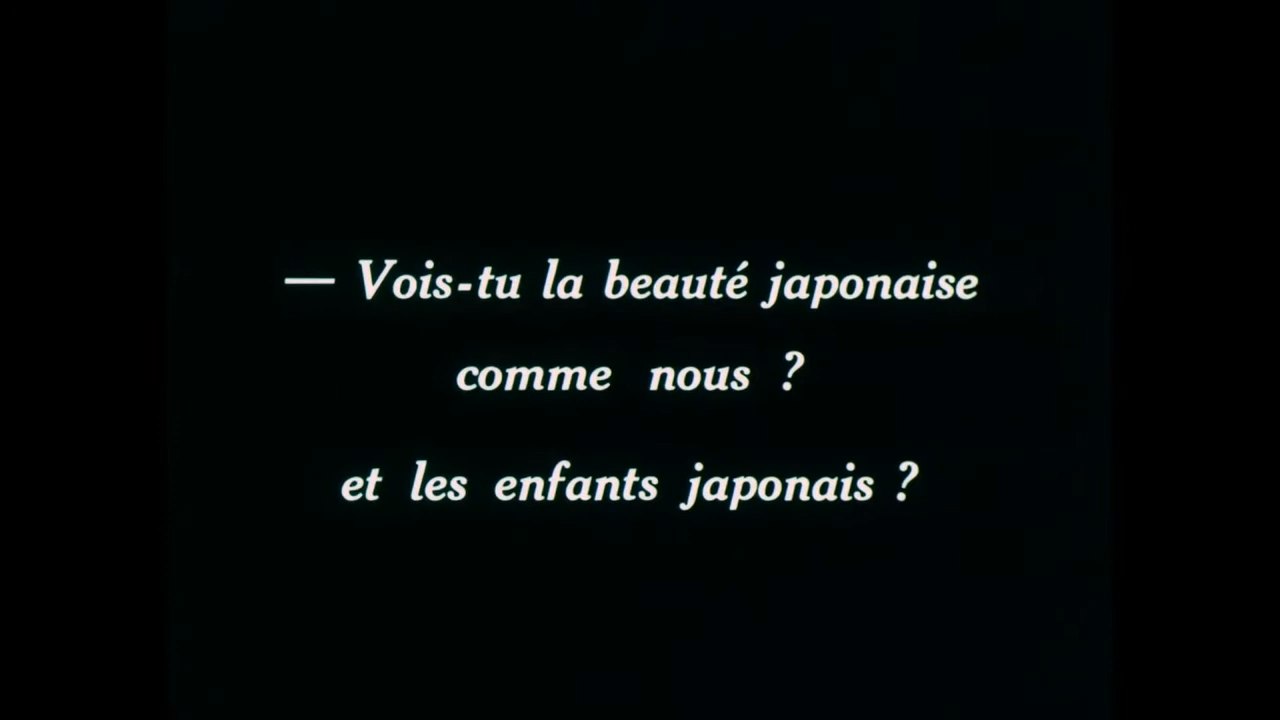 — Vois-tu la beauté japonaise
comme nous ?
et les enfants japonais ?